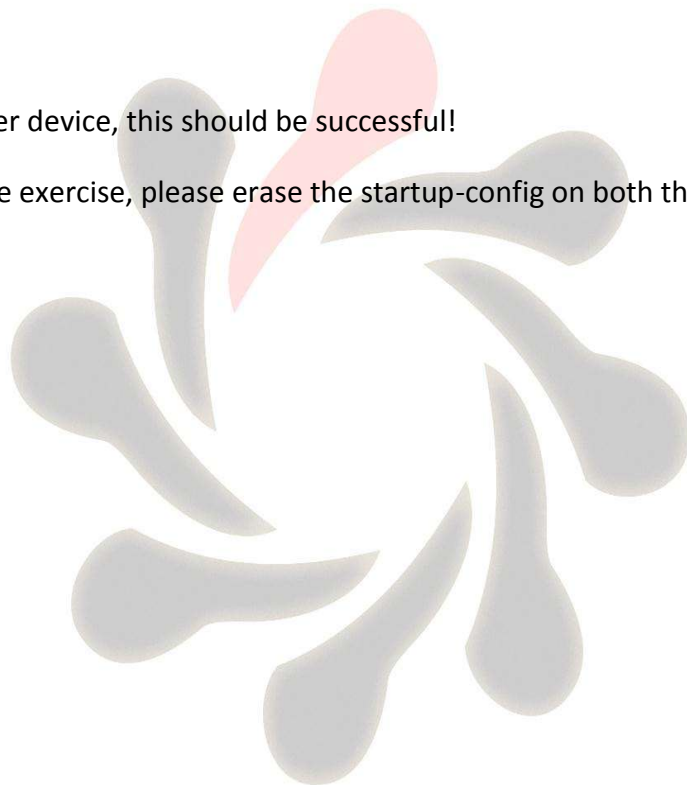 er device, this should be successful!
e exercise, please erase the startup-config on both th